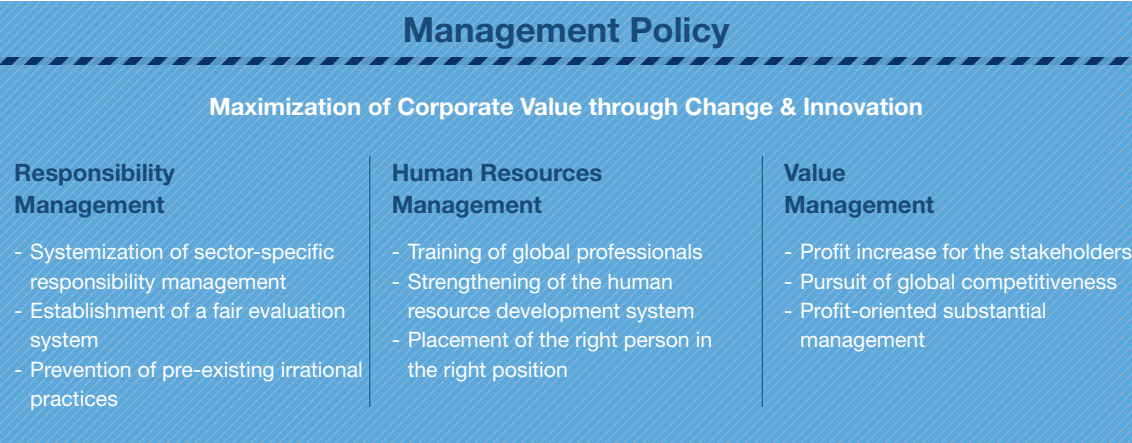 Management Policy
Maximization of Corporate Value through Change & Innovation
Responsibility
Management
- Systemization of sector-specific
responsibility management
- Establishment of a fair evaluation
system
- Prevention of pre-existing irrational
practices
Human Resources
Management
- Training of global professionals
- Strengthening of the human
resource development system
- Placement of the right person in
the right position
Value
Management
- Profit increase for the stakeholders
- Pursuit of global competitiveness
- Profit-oriented substantial
management